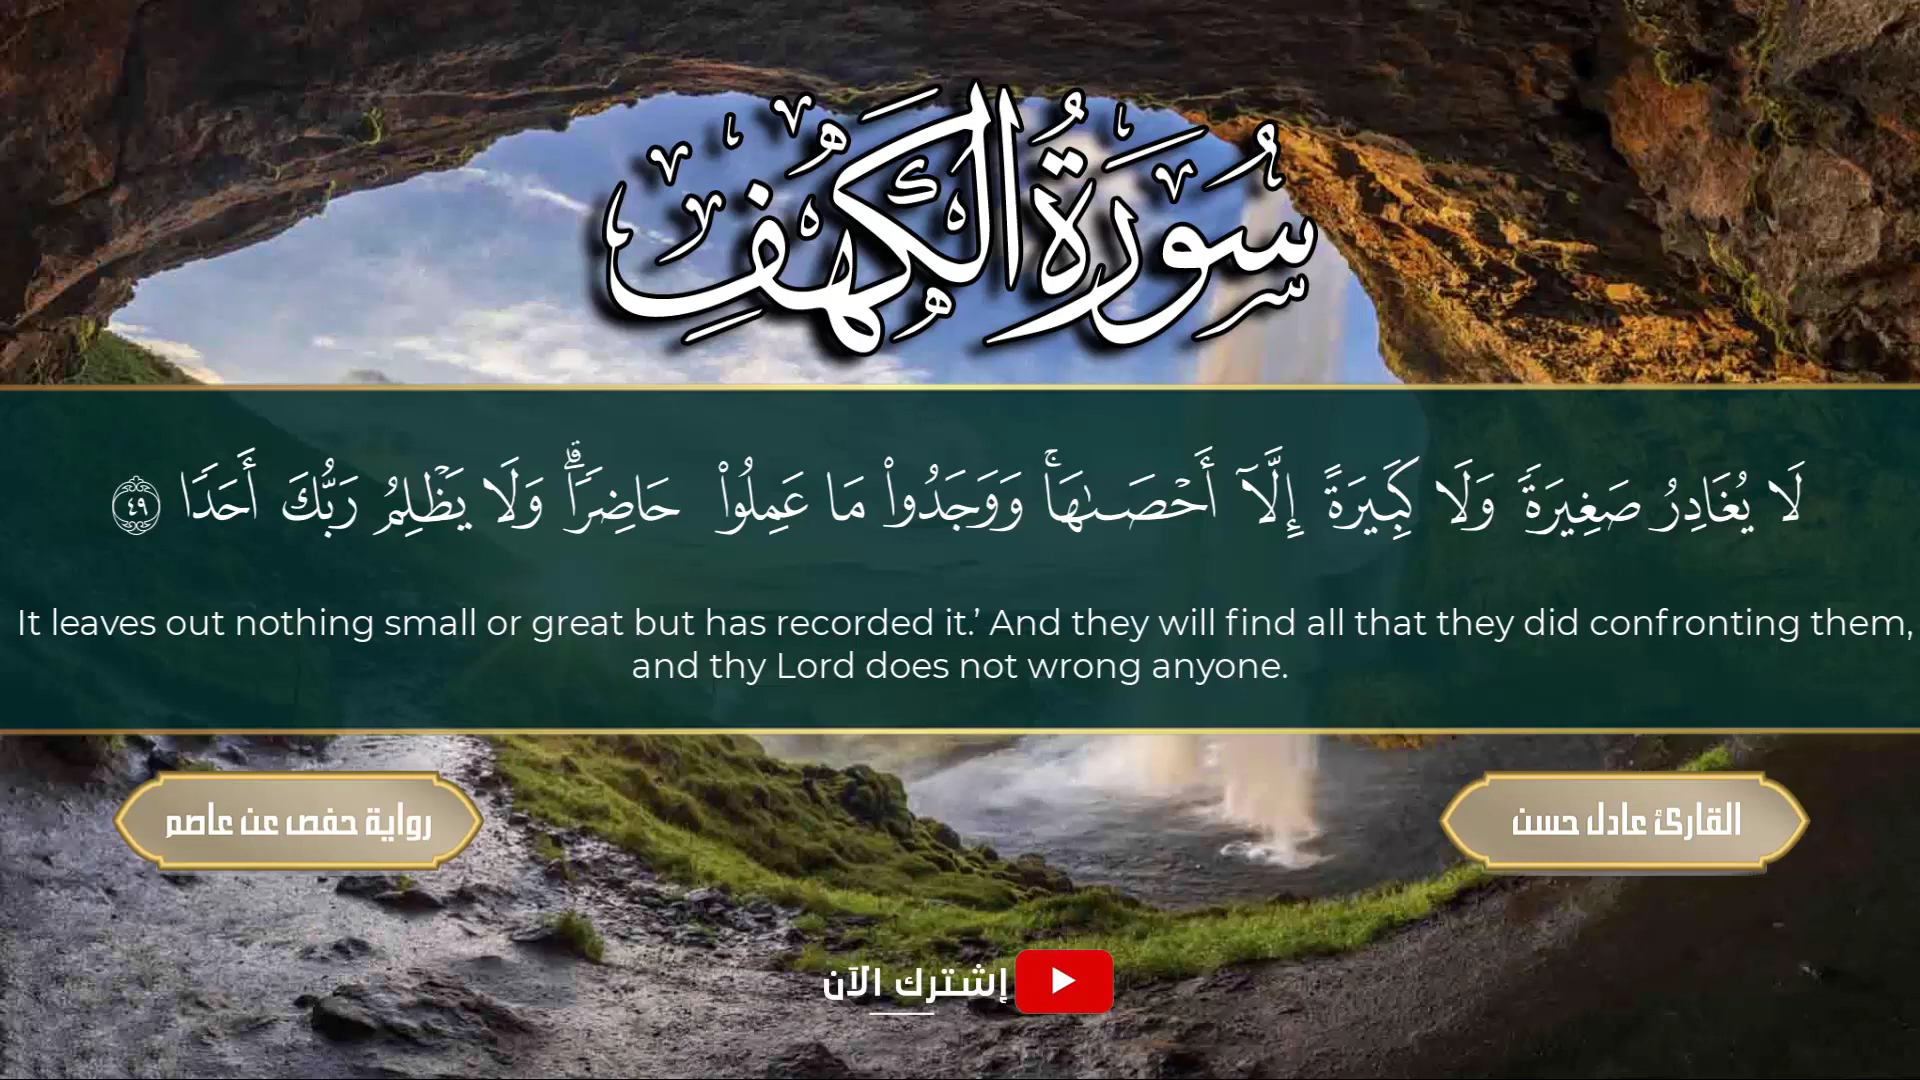 سُورَةُ الْكَهْفِ
لَا يُغَادِرُ صَغِيرَةً وَلَا كَبِيرَةً إِلَّآ أَحْصَىٰهَاۚ وَوَجَدُوا۟ مَا عَمِلُوا۟ حَاضِرًاۗ وَلَا يَظْلِمُ رَبُّكَ أَحَدًا ٤٩
It leaves out nothing small or great but has recorded it.’ And they will find all that they did confronting them,
and thy Lord does not wrong anyone.
القارئ عادل حسن
رواية حفص عن عاصم
إشترك الآن